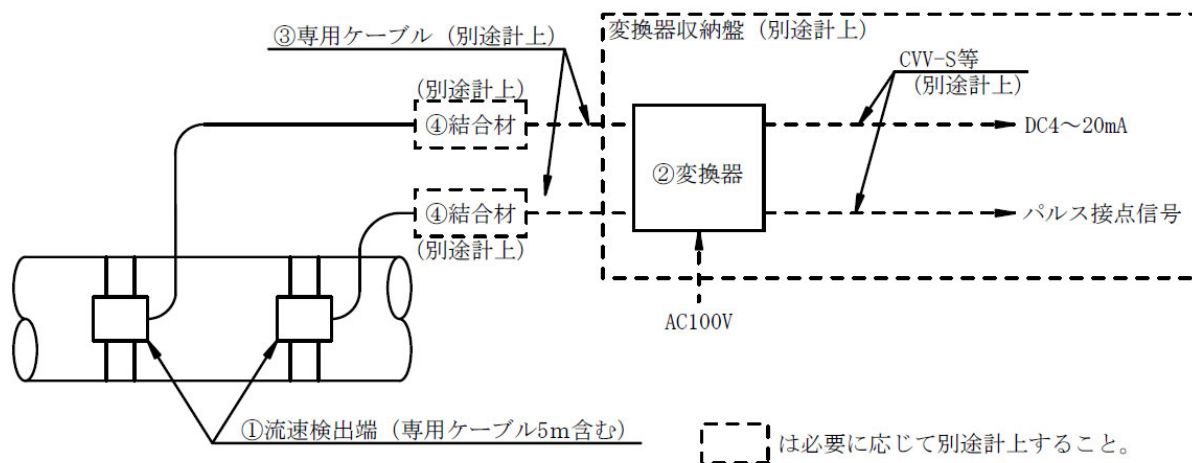 ③専用ケーブル (別途計上)
変換器収納盤 (別途計上)
CVV-S等
(別途計上)
(別途計上)
④結合材
②変換器
DC4～20mA
④結合材
(別途計上)
パルス接点信号
AC100V
①流速検出端 (専用ケーブル5m含む)
は必要に応じて別途計上すること。